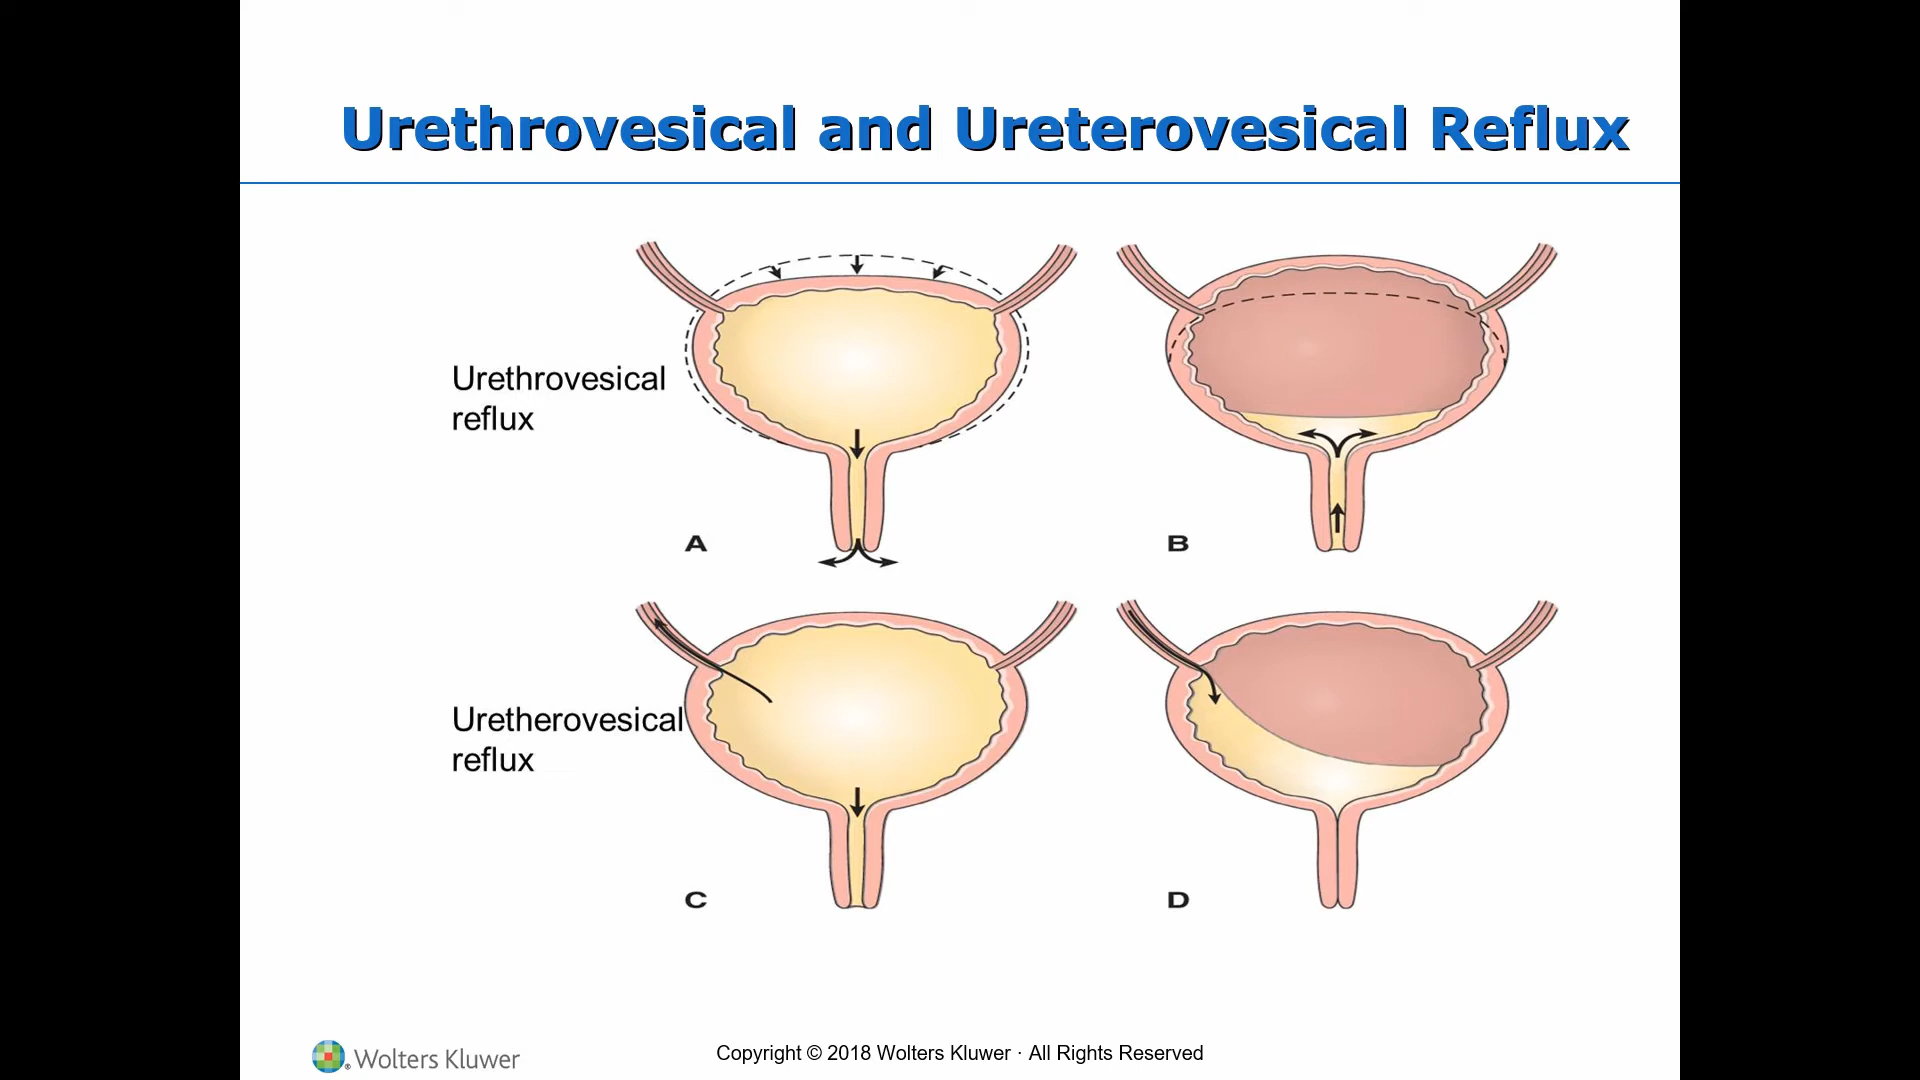 Urethrovesical and Ureterovesical Reflux
Urethrovesical
reflux
A
B
Uretherovesical
reflux
C
D
Wolters Kluwer
Copyright © 2018 Wolters Kluwer · All Rights Reserved